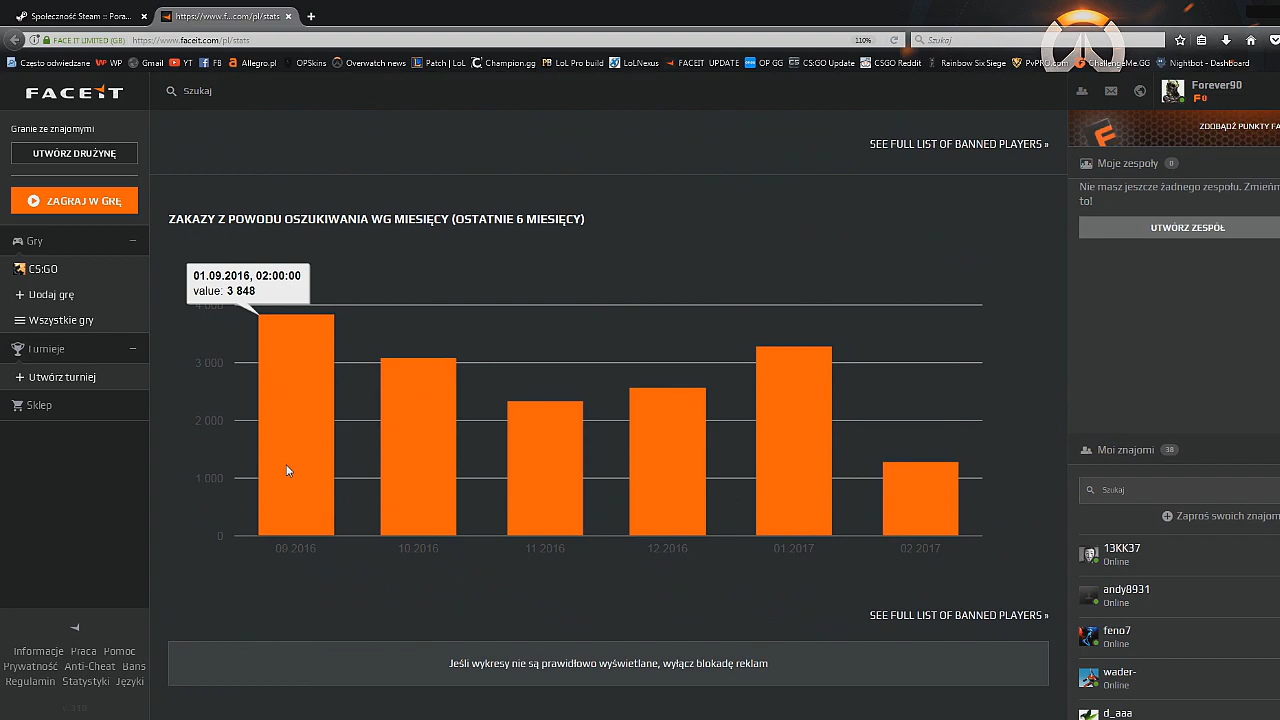 Społeczność Steam :: Pora...
https://www.f...com/pl/stats
FACE IT LIMITED (GB)
https://www.faceit.com/pl/stats
110%
Szukaj
Często odwiedzane
WP
Gmail
YT
FB
Allegro.pl
OPSkins
Overvatch news
Patch | LoL
Champion.gg
LoL Pro build
LoLNexus
FACEIT UPDATE
OP GG
CS:GO Update
CSGO Reddit
Rainbow Six Siege
PvPRO.com
ChallengeMe.GG
Nightbot - Dashboard
FACEIT
Szukaj
Forever90
F 0
Granie ze znajomymi
UTWÓRZ DRUŻYNĘ
ZAGRAJ W GRĘ
Gry
CS:GO
Dodaj grę
Wszystkie gry
Turnieje
Utwórz turniej
Sklep
Informacje Praca Pomoc
Prywatność Anti-Cheat Bans
Regulamin Statystyki Języki
v. 210
SEE FULL LIST OF BANNED PLAYERS »
ZAKAZY Z POWODU OSZUKIWANIA WG MIESIĘCY (OSTATNIE 6 MIESIĘCY)
01.09.2016, 02:00:00
value: 3 848
4 000
3 000
2 000
1 000
0
09.2016 10.2016 11.2016 12.2016 01.2017 02.2017
SEE FULL LIST OF BANNED PLAYERS »
Jeśli wykresy nie są prawidłowo wyświetlane, wyłącz blokadę reklam
ZDOBĄDŹ PUNKTY FA
Moje zespoły 0
Nie masz jeszcze żadnego zespołu. Zmień
to!
UTWÓRZ ZESPÓŁ
Moi znajomi 38
Szukaj
Zaproś swoich znajom
13KK37
Online
andy8931
Online
feno7
Online
wader-
Online
d_aaa